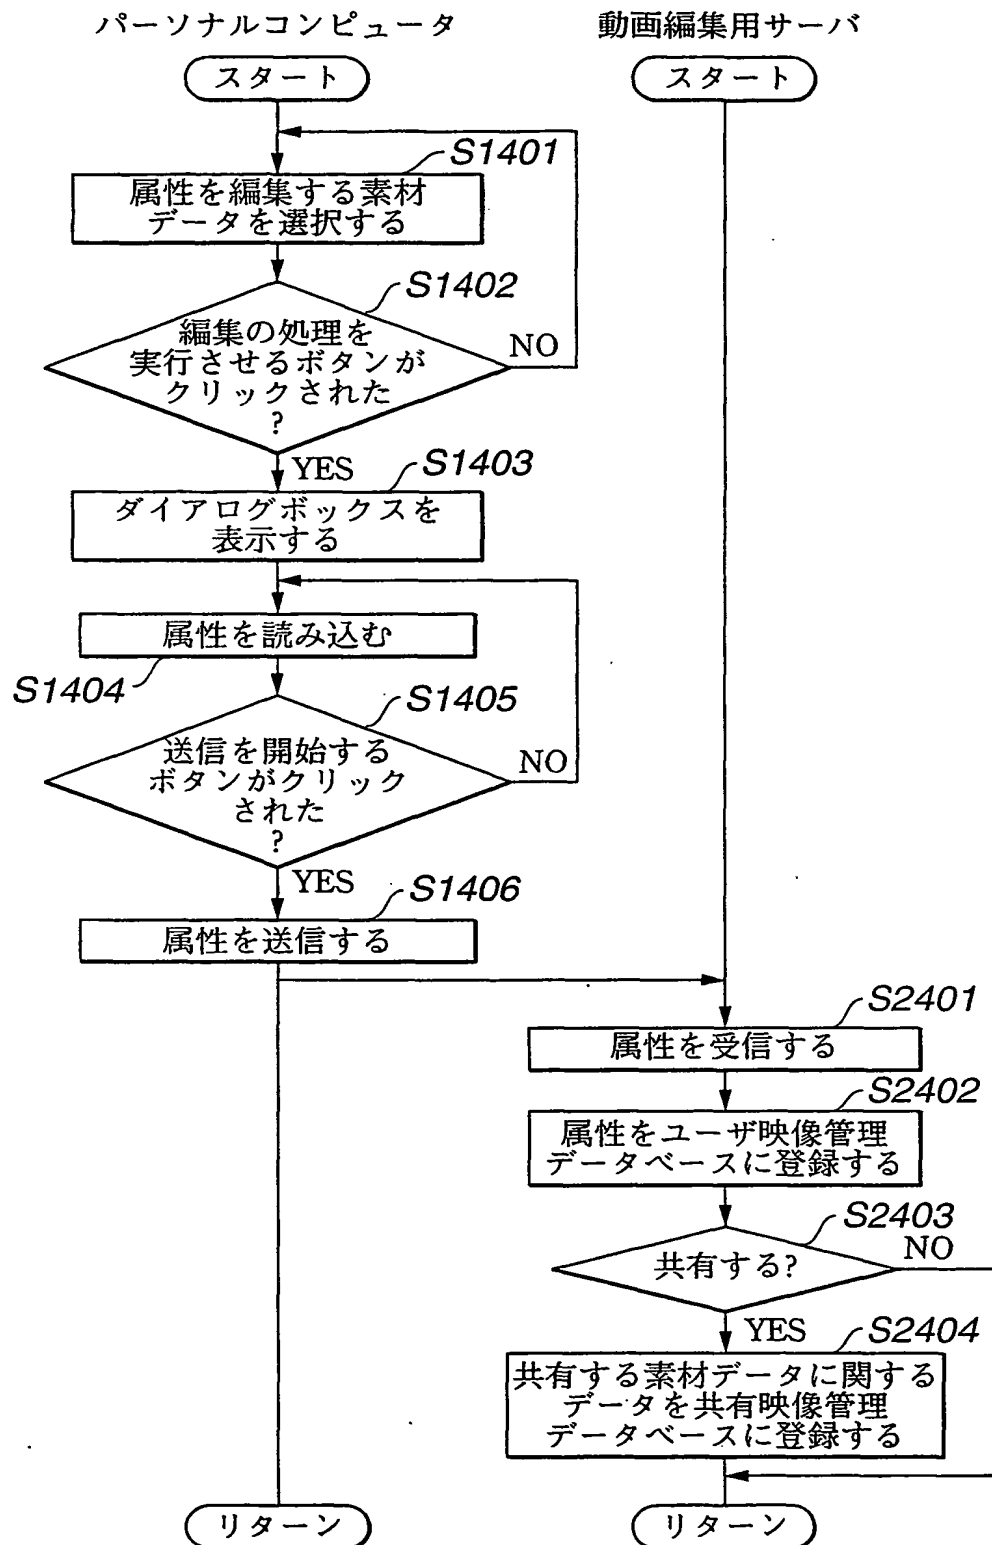 パーソナルコンピュータ
スタート
S1401
属性を編集する素材
データを選択する
S1402
編集の処理を
実行させるボタンが
クリックされた
?
NO
YES
S1403
ダイアログボックスを
表示する
属性を読み込む
S1404
S1405
送信を開始する
ボタンがクリック
された
?
NO
YES
S1406
属性を送信する
リターン
動画編集用サーバ
スタート
S2401
属性を受信する
S2402
属性をユーザ映像管理
データベースに登録する
S2403
共有する?
NO
YES
S2404
共有する素材データに関する
データを共有映像管理
データベースに登録する
リターン